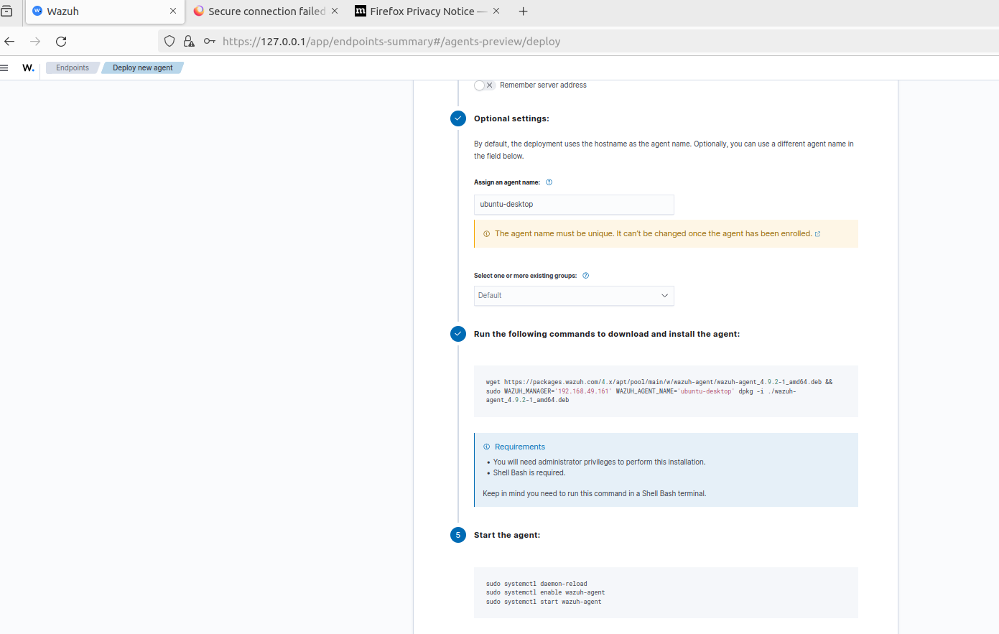 Wazuh
Secure connection failed
Firefox Privacy Notice —
https://127.0.0.1/app/endpoints-summary#/agents-preview/deploy
W.
Endpoints
Deploy new agent
Remember server address
Optional settings:
By default, the deployment uses the hostname as the agent name. Optionally, you can use a different agent name in
the field below.
Assign an agent name:
ubuntu-desktop
The agent name must be unique. It can't be changed once the agent has been enrolled.
Select one or more existing groups:
Default
Run the following commands to download and install the agent:
wget https://packages.wazuh.com/4.x/apt/pool/main/w/wazuh-agent/wazuh-agent_4.9.2-1_amd64.deb &&
sudo WAZUH_MANAGER='192.168.49.161' WAZUH_AGENT_NAME='ubuntu-desktop' dpkg -i ./wazuh-
agent_4.9.2-1_amd64.deb
Requirements
• You will need administrator privileges to perform this installation.
• Shell Bash is required.
Keep in mind you need to run this command in a Shell Bash terminal.
5
Start the agent:
sudo systemctl daemon-reload
sudo systemctl enable wazuh-agent
sudo systemctl start wazuh-agent